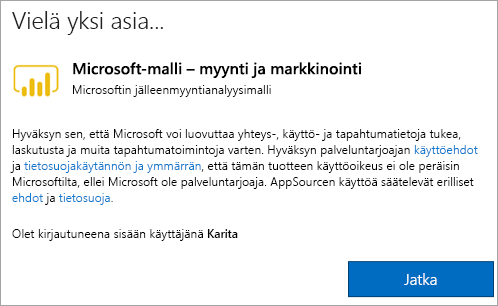 Vielä yksi asia...
Microsoft-malli – myynti ja markkinointi
Microsoftin jälleenmyyntianalyysimalli
Hyväksyn sen, että Microsoft voi luovuttaa yhteys-, käyttö- ja tapahtumatietoja tukea,
laskutusta ja muita tapahtumatoimintoja varten. Hyväksyn palveluntarjoajan käyttöehdot
ja tietosuojakäytännön ja ymmärrän, että tämän tuotteen käyttöoikeus ei ole peräisin
Microsoftilta, ellei Microsoft ole palveluntarjoaja. AppSourcen käyttöä säätelevät erilliset
ehdot ja tietosuoja.
Olet kirjautuneena sisään käyttäjänä Karita
Jatka